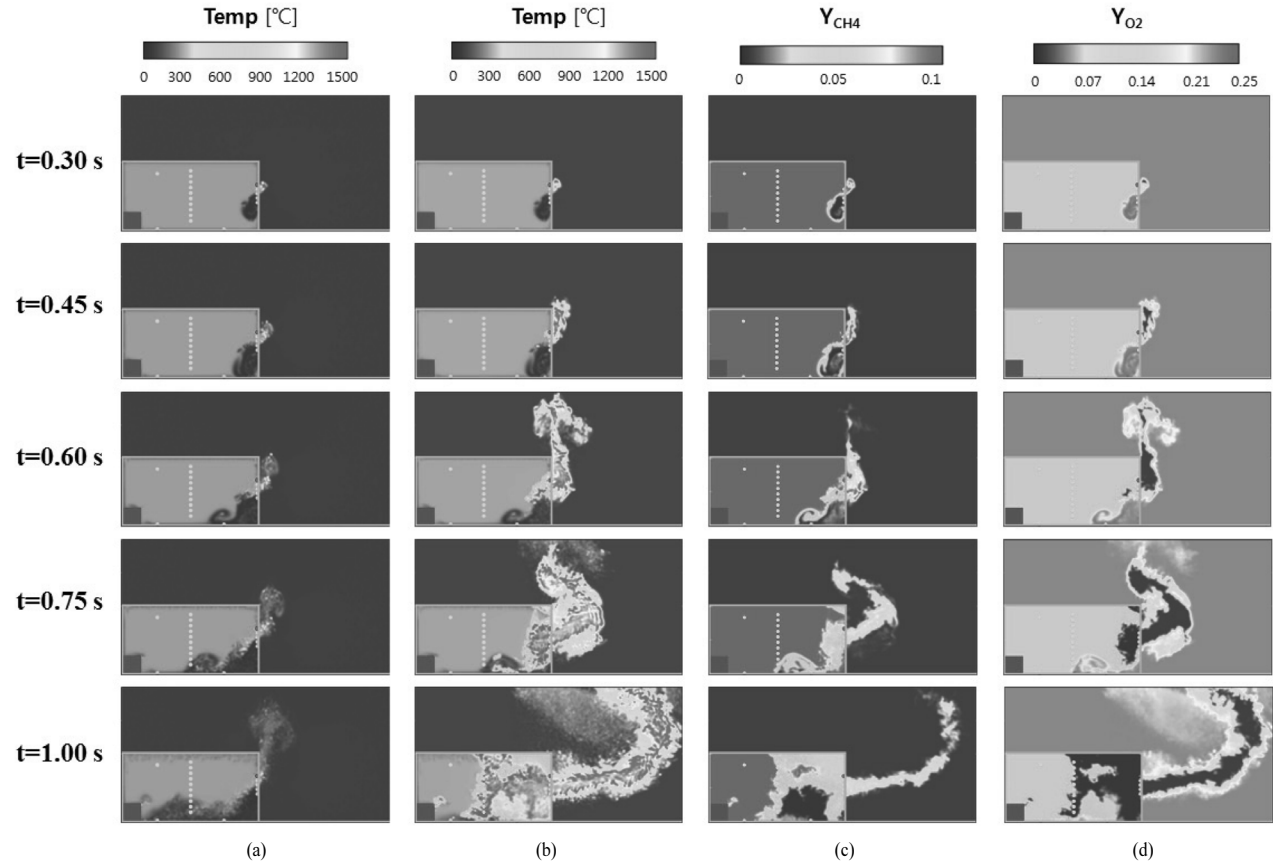 Temp [℃] Temp [℃] Y_CH4 Y_O2
0 300 600 900 1200 1500 0 300 600 900 1200 1500 0 0.05 0.1 0 0.07 0.14 0.21 0.25
t=0.30 s
t=0.45 s
t=0.60 s
t=0.75 s
t=1.00 s
(a) (b) (c) (d)